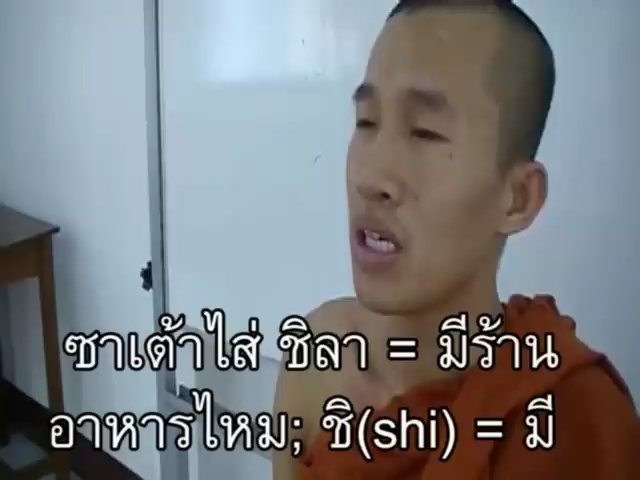 ซาเต้าไส่ ชิลา = มีร้าน
อาหารไหม; ชิ(shi) = มี